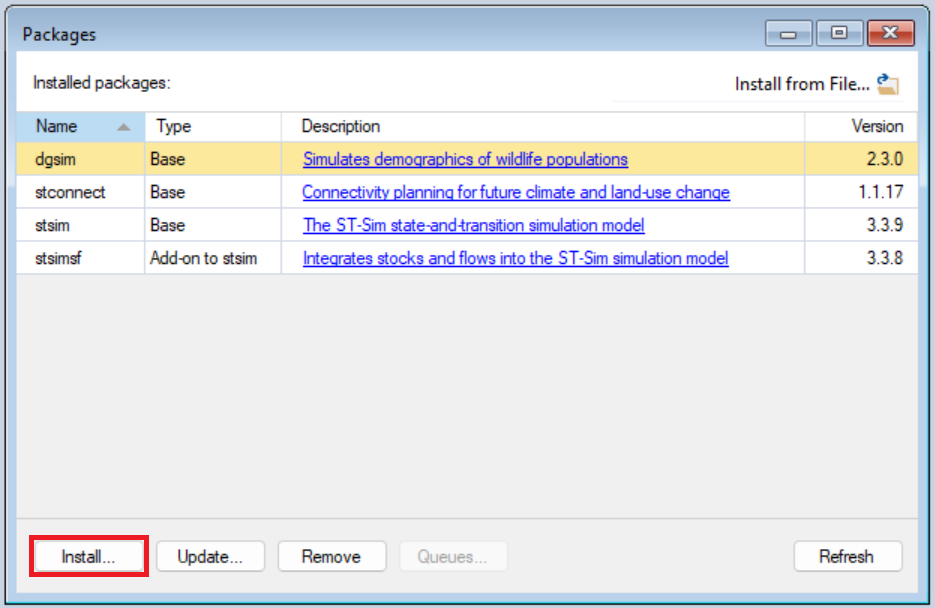 Packages
Installed packages:
Install from File...
Name Type Description Version
dgsim Base Simulates demographics of wildlife populations 2.3.0
stconnect Base Connectivity planning for future climate and land-use change 1.1.17
stsim Base The ST-Sim state-and-transition simulation model 3.3.9
stsimsf Add-on to stsim Integrates stocks and flows into the ST-Sim simulation model 3.3.8
Install... Update... Remove Queues... Refresh